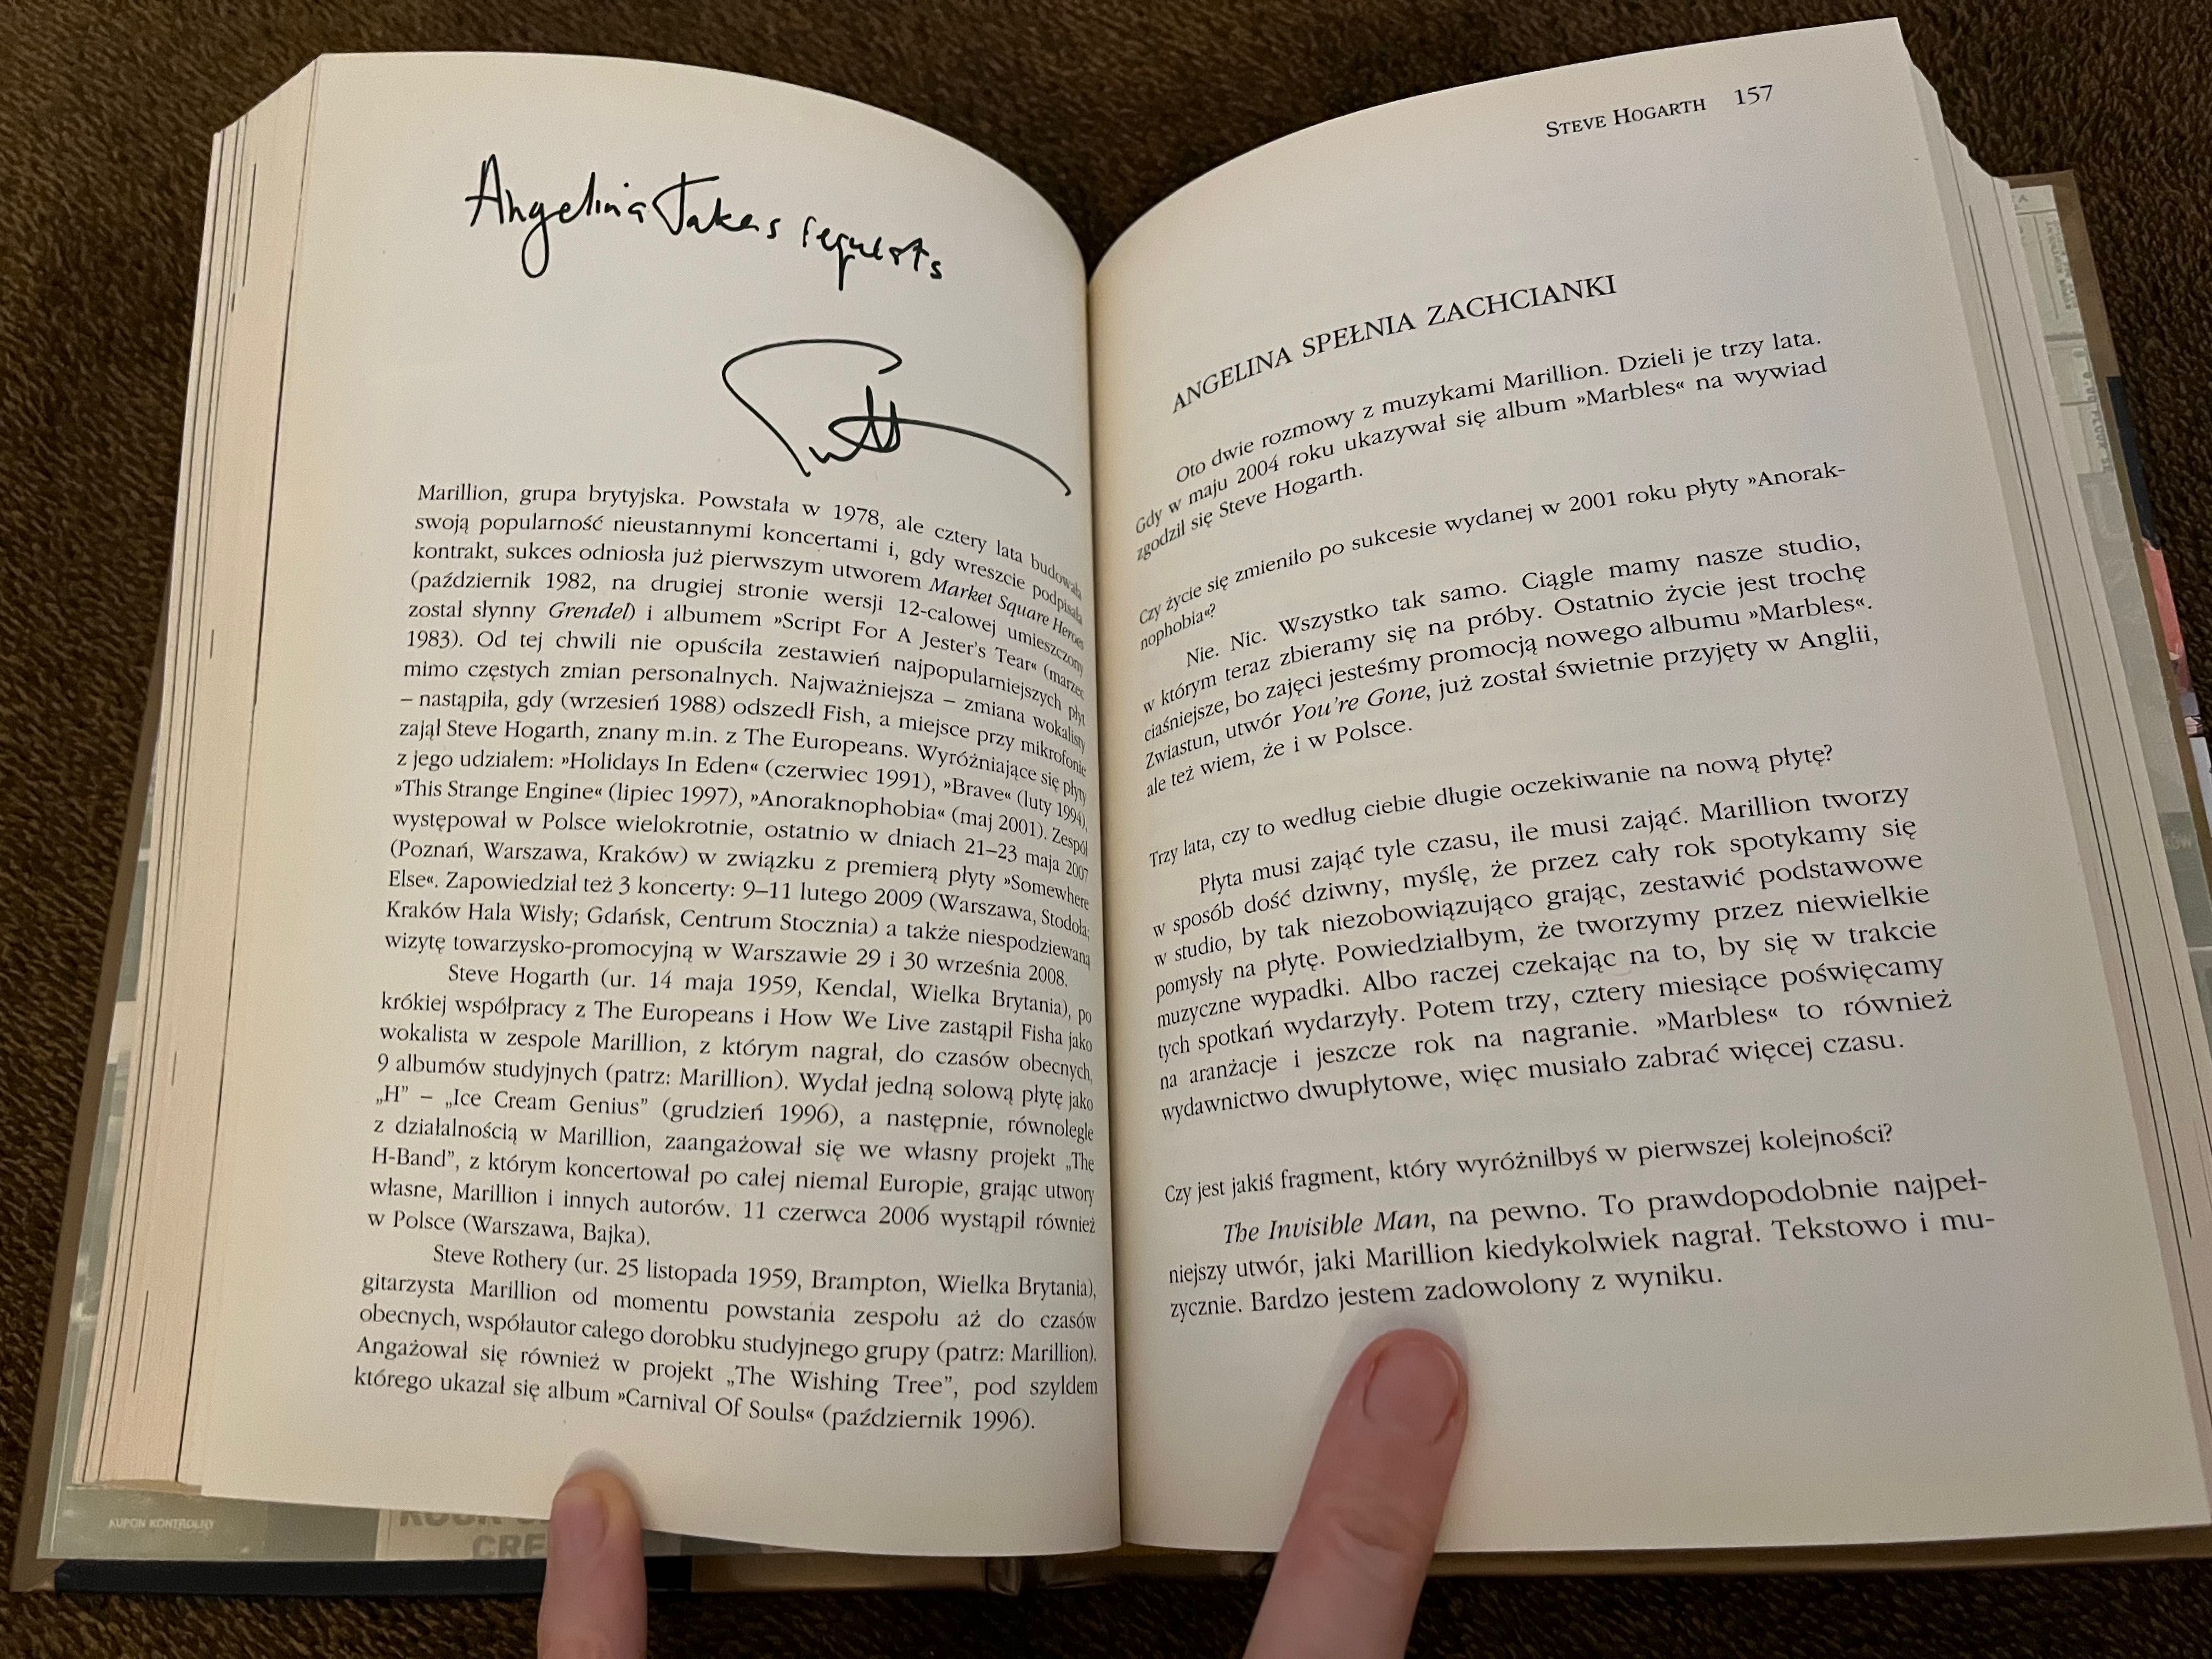 Angelina Takes requests
Marillion, grupa brytyjska. Powstała w 1978, ale cztery lata budowała
swoją popularność nieustannymi koncertami i, gdy wreszcie podpisała
kontrakt, sukces odniosła już pierwszym utworem Market Square Heroes
(październik 1982, na drugiej stronie wersji 12-calowej umieszczony
został słynny Grendel) i albumem »Script For A Jester's Tear« (marzec
1983). Od tej chwili nie opuściła zestawień najpopularniejszych płyt
mimo częstych zmian personalnych. Najważniejsza – zmiana wokalisty
– nastąpiła, gdy (wrzesień 1988) odszedł Fish, a miejsce przy mikrofonie
zajął Steve Hogarth, znany m.in. z The Europeans. Wyróżniające się płyty
z jego udziałem: »Holidays In Eden« (czerwiec 1991), »Brave« (luty 1994),
»This Strange Engine« (lipiec 1997), »Anoraknophobia« (maj 2001). Zespół
występował w Polsce wielokrotnie, ostatnio w dniach 21–23 maja 2007
(Poznań, Warszawa, Kraków) w związku z premierą płyty »Somewhere
Else«. Zapowiedział też 3 koncerty: 9–11 lutego 2009 (Warszawa, Stodoła;
Kraków Hala Wisły; Gdańsk, Centrum Stocznia) a także niespodziewaną
wizytę towarzysko-promocyjną w Warszawie 29 i 30 września 2008.
Steve Hogarth (ur. 14 maja 1959, Kendal, Wielka Brytania), po
krókiej współpracy z The Europeans i How We Live zastąpił Fisha jako
wokalista w zespole Marillion, z którym nagrał, do czasów obecnych,
9 albumów studyjnych (patrz: Marillion). Wydał jedną solową płytę jako
„H” – „Ice Cream Genius” (grudzień 1996), a następnie, równolegle
z działalnością w Marillion, zaangażował się we własny projekt „The
H-Band”, z którym koncertował po całej niemal Europie, grając utwory
własne, Marillion i innych autorów. 11 czerwca 2006 wystąpił również
w Polsce (Warszawa, Bajka).
Steve Rothery (ur. 25 listopada 1959, Brampton, Wielka Brytania),
gitarzysta Marillion od momentu powstania zespołu aż do czasów
obecnych, współautor całego dorobku studyjnego grupy (patrz: Marillion).
Angażował się również w projekt „The Wishing Tree”, pod szyldem
którego ukazał się album »Carnival Of Souls« (październik 1996).
KUPON KONTROLNY
STEVE HOGARTH 157
ANGELINA SPEŁNIA ZACHCIANKI
Oto dwie rozmowy z muzykami Marillion. Dzieli je trzy lata.
Gdy w maju 2004 roku ukazywał się album »Marbles« na wywiad
zgodził się Steve Hogarth.
Czy życie się zmieniło po sukcesie wydanej w 2001 roku płyty »Anorak-
nophobia«?
Nie. Nic. Wszystko tak samo. Ciągle mamy nasze studio,
w którym teraz zbieramy się na próby. Ostatnio życie jest trochę
ciaśniejsze, bo zajęci jesteśmy promocją nowego albumu »Marbles«.
Zwiastun, utwór You're Gone, już został świetnie przyjęty w Anglii,
ale też wiem, że i w Polsce.
Trzy lata, czy to według ciebie długie oczekiwanie na nową płytę?
Płyta musi zająć tyle czasu, ile musi zająć. Marillion tworzy
w sposób dość dziwny, myślę, że przez cały rok spotykamy się
w studio, by tak niezobowiązująco grając, zestawić podstawowe
pomysły na płytę. Powiedziałbym, że tworzymy przez niewielkie
muzyczne wypadki. Albo raczej czekając na to, by się w trakcie
tych spotkań wydarzyły. Potem trzy, cztery miesiące poświęcamy
na aranżacje i jeszcze rok na nagranie. »Marbles« to również
wydawnictwo dwupłytowe, więc musiało zabrać więcej czasu.
Czy jest jakiś fragment, który wyróżniłbyś w pierwszej kolejności?
The Invisible Man, na pewno. To prawdopodobnie najpeł-
niejszy utwór, jaki Marillion kiedykolwiek nagrał. Tekstowo i mu-
zycznie. Bardzo jestem zadowolony z wyniku.